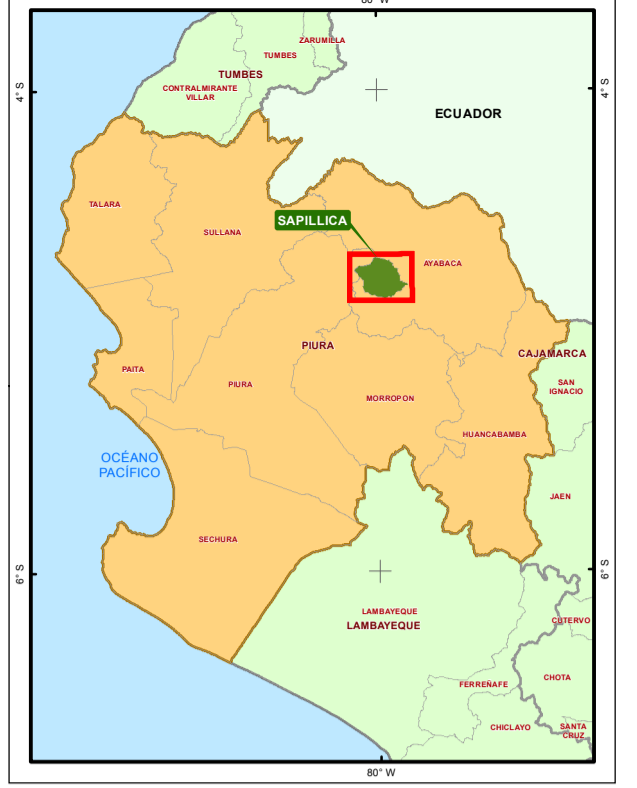 80° W
ZARUMILLA
TUMBES
TUMBES
CONTRALMIRANTE
VILLAR
4° S
4° S
ECUADOR
TALARA
SAPILLICA
SULLANA
AYABACA
PIURA
CAJAMARCA
PAITA
PIURA
SAN
IGNACIO
MORROPON
HUANCABAMBA
OCÉANO
PACÍFICO
JAEN
SECHURA
6° S
6° S
LAMBAYEQUE
LAMBAYEQUE
CUTERVO
FERREÑAFE
CHOTA
CHICLAYO
SANTA
CRUZ
80° W